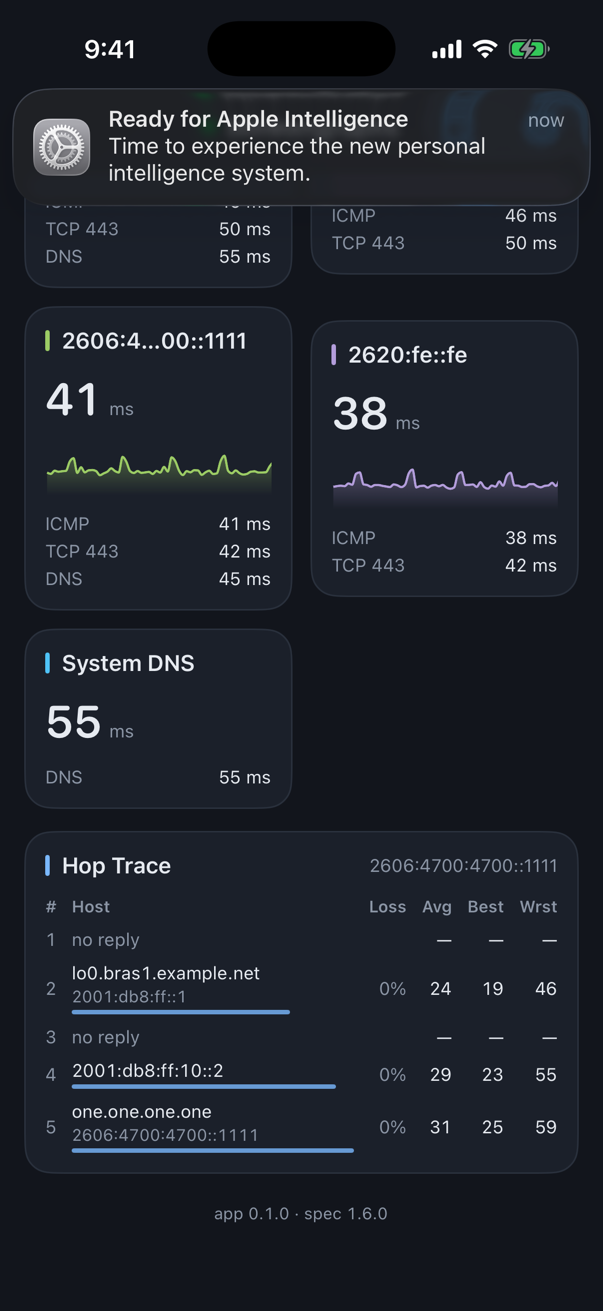 9:41
Ready for Apple Intelligence
now
Time to experience the new personal
intelligence system.
TCP 443 50 ms
DNS 55 ms
ICMP 46 ms
TCP 443 50 ms
2606:4...00::1111
41 ms
ICMP 41 ms
TCP 443 42 ms
DNS 45 ms
2620:fe::fe
38 ms
ICMP 38 ms
TCP 443 42 ms
System DNS
55 ms
DNS 55 ms
Hop Trace 2606:4700:4700::1111
# Host Loss Avg Best Wrst
1 no reply — — —
lo0.bras1.example.net
2 2001:db8:ff::1 0% 24 19 46
3 no reply — — —
4 2001:db8:ff:10::2 0% 29 23 55
one.one.one.one
5 2606:4700:4700::1111 0% 31 25 59
app 0.1.0 · spec 1.6.0